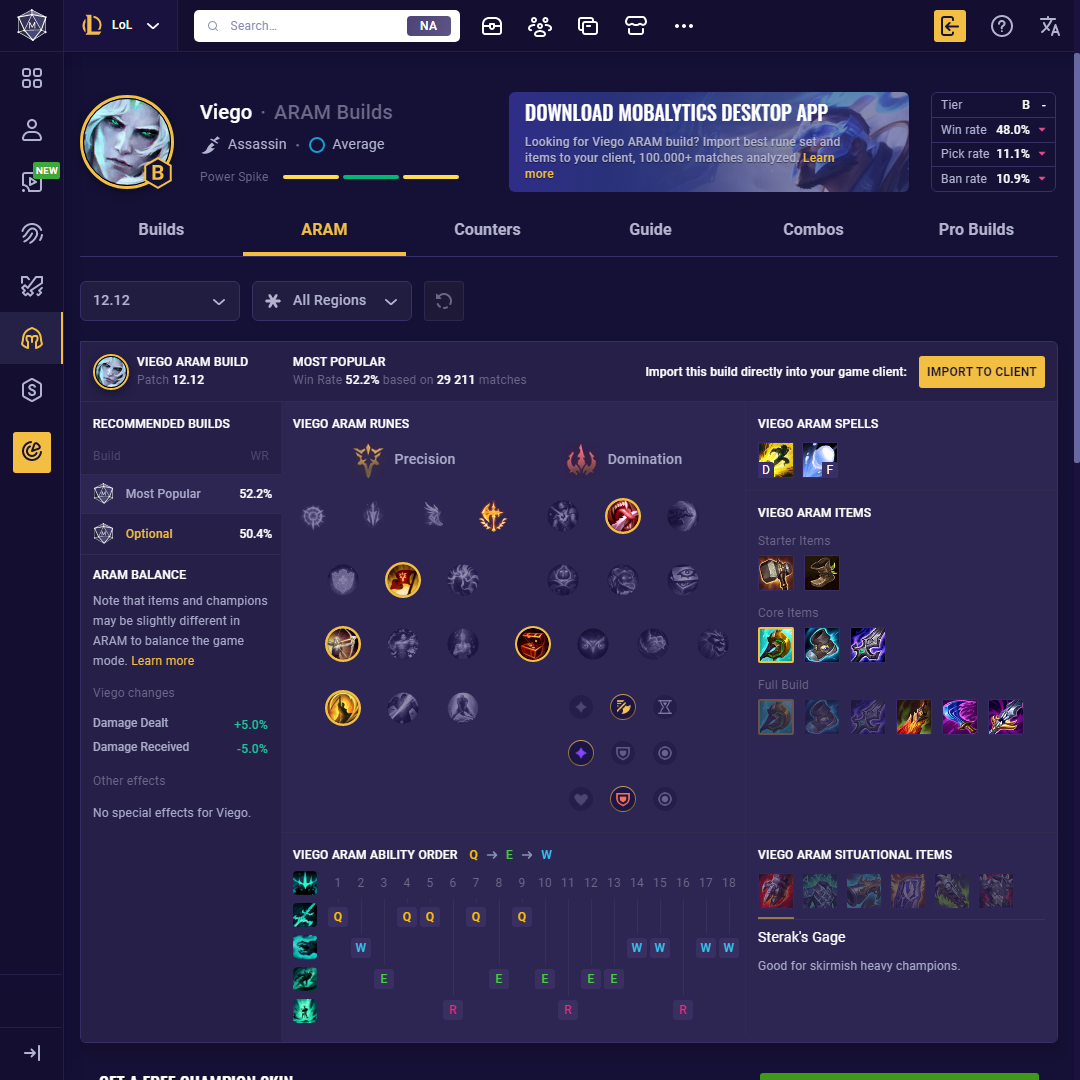 LoL
Search...
NA
NEW
Viego · ARAM Builds
Assassin · Average
Power Spike
B
DOWNLOAD MOBALYTICS DESKTOP APP
Looking for Viego ARAM build? Import best rune set and
items to your client, 100.000+ matches analyzed. Learn
more
Tier B -
Win rate 48.0%
Pick rate 11.1%
Ban rate 10.9%
Builds
ARAM
Counters
Guide
Combos
Pro Builds
12.12
All Regions
VIEGO ARAM BUILD
Patch 12.12
MOST POPULAR
Win Rate 52.2% based on 29 211 matches
Import this build directly into your game client:
IMPORT TO CLIENT
RECOMMENDED BUILDS
Build WR
Most Popular 52.2%
Optional 50.4%
ARAM BALANCE
Note that items and champions
may be slightly different in
ARAM to balance the game
mode. Learn more
Viego changes
Damage Dealt +5.0%
Damage Received -5.0%
Other effects
No special effects for Viego.
VIEGO ARAM RUNES
Precision
Domination
VIEGO ARAM SPELLS
D F
VIEGO ARAM ITEMS
Starter Items
Core Items
Full Build
VIEGO ARAM ABILITY ORDER Q E W
1 2 3 4 5 6 7 8 9 10 11 12 13 14 15 16 17 18
Q Q Q Q Q
W W W W W
E E E E E
R R R
VIEGO ARAM SITUATIONAL ITEMS
Sterak's Gage
Good for skirmish heavy champions.
GET A FREE CHAMPION SKIN